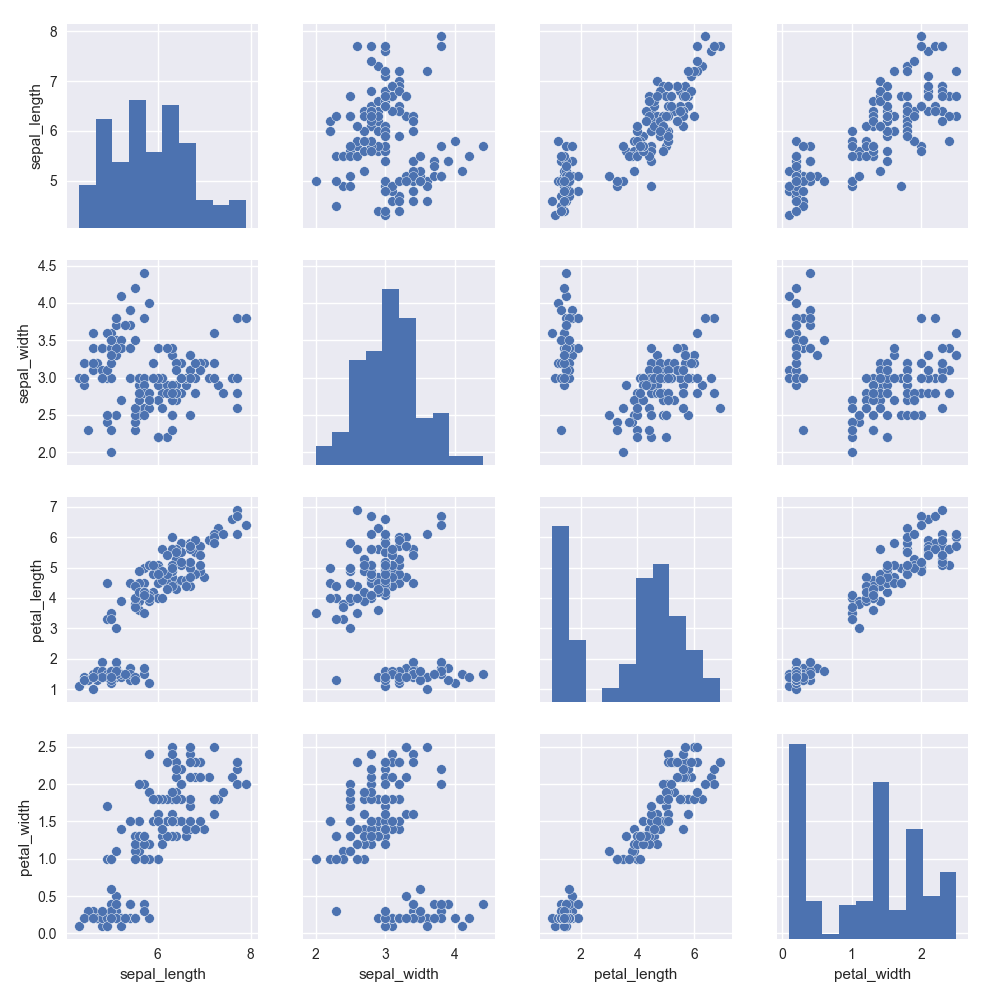 8
7
6
5
sepal_length
4.5
4.0
3.5
3.0
2.5
2.0
sepal_width
7
6
5
4
3
2
1
petal_length
2.5
2.0
1.5
1.0
0.5
0.0
petal_width
6 8
sepal_length
2 3 4
sepal_width
2 4 6
petal_length
0 1 2
petal_width